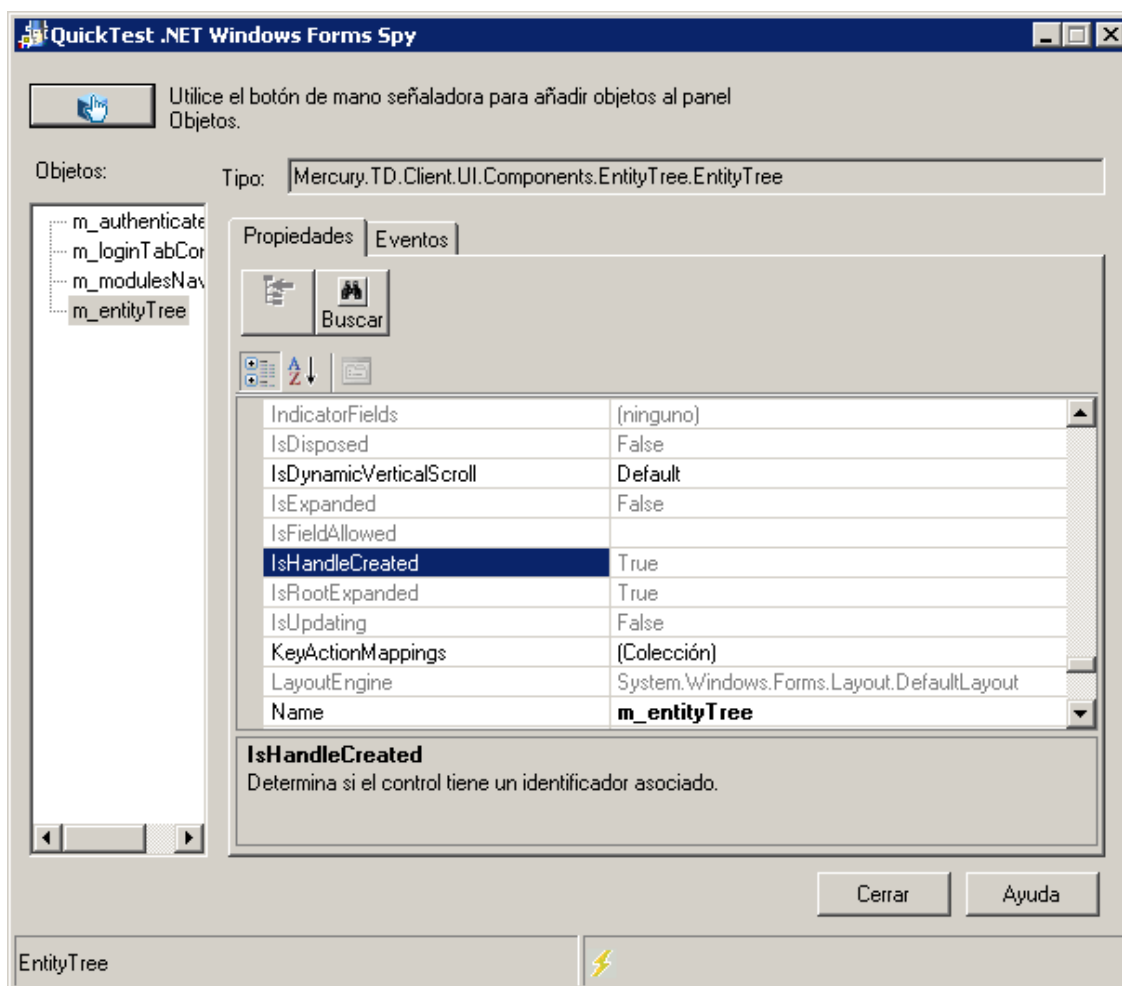 QuickTest .NET Windows Forms Spy
Utilice el botón de mano señaladora para añadir objetos al panel
Objetos.
Objetos:
Tipo: Mercury.TD.Client.UI.Components.EntityTree.EntityTree
m_authenticate
m_loginTabCor
m_modulesNav
m_entityTree
Propiedades Eventos
Buscar
IndicatorFields (ninguno)
IsDisposed False
IsDynamicVerticalScroll Default
IsExpanded False
IsFieldAllowed
IsHandleCreated True
IsRootExpanded True
IsUpdating False
KeyActionMappings (Colección)
LayoutEngine System.Windows.Forms.Layout.DefaultLayout
Name m_entityTree
IsHandleCreated
Determina si el control tiene un identificador asociado.
Cerrar Ayuda
EntityTree